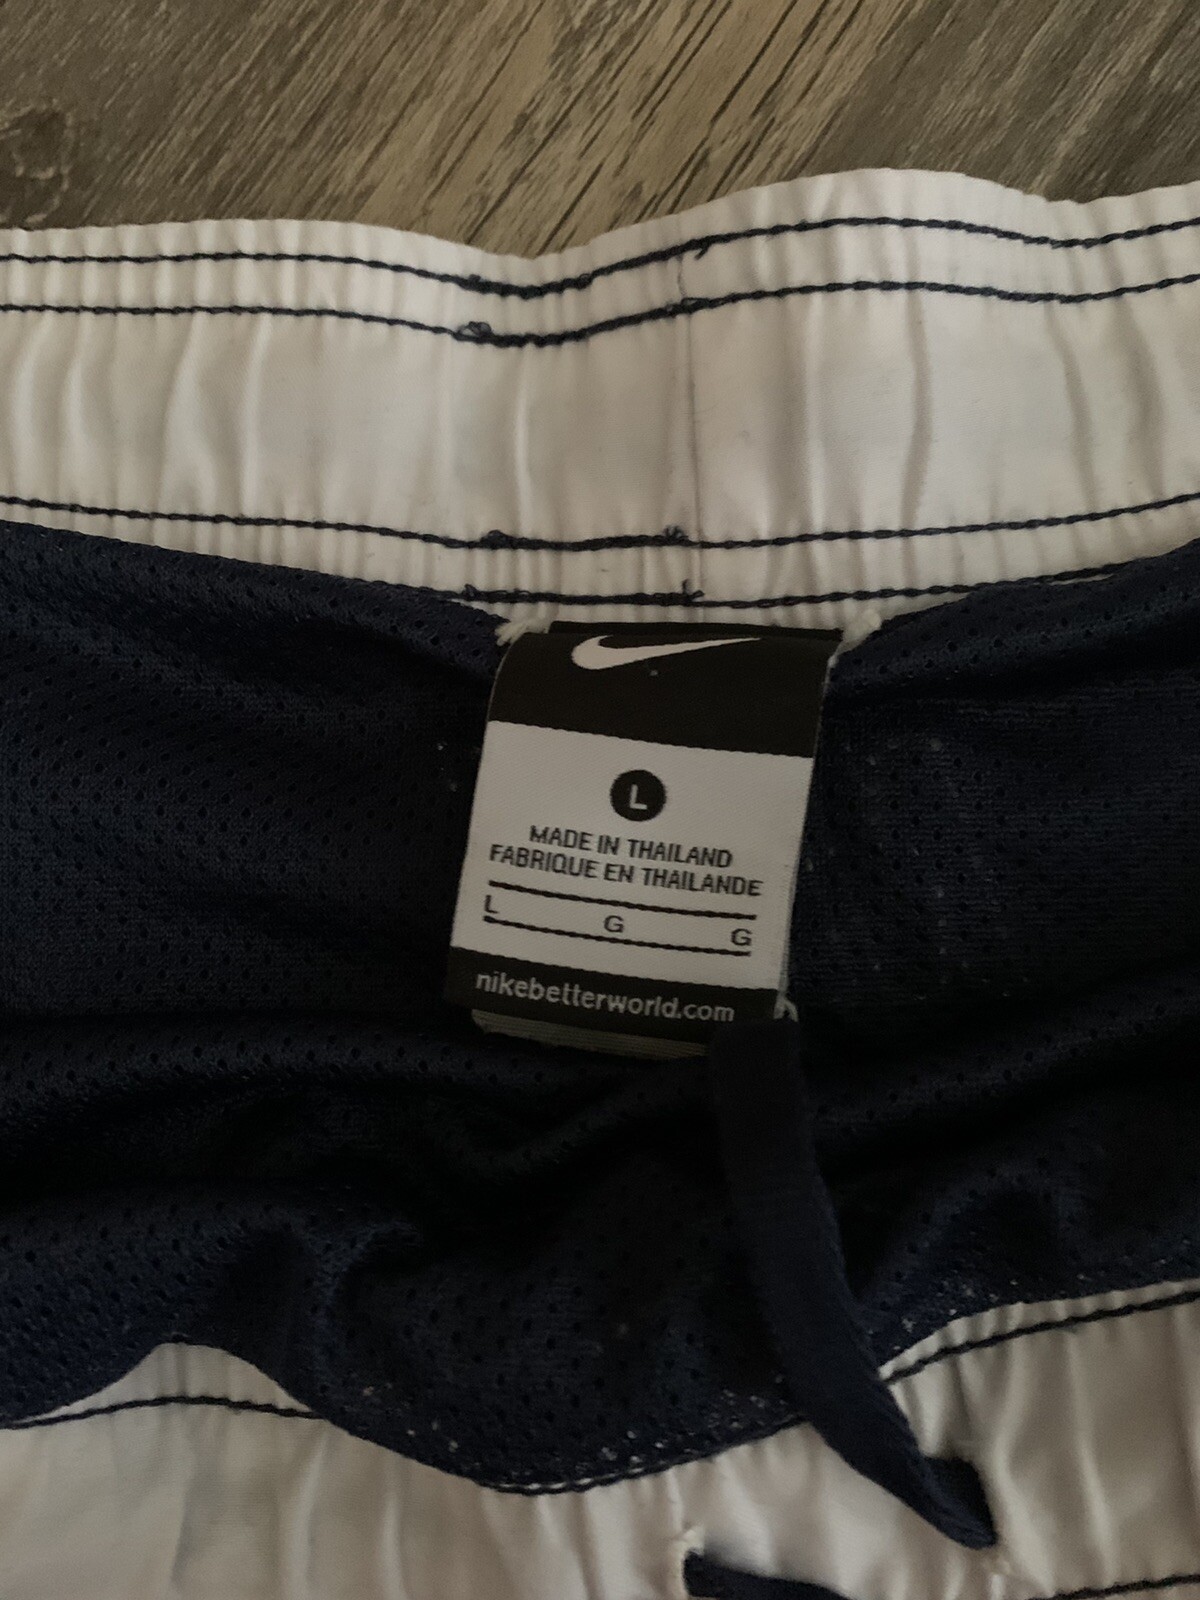 L
MADE IN THAILAND
FABRIQUE EN THAILANDE
L G G
nikebetterworld.com